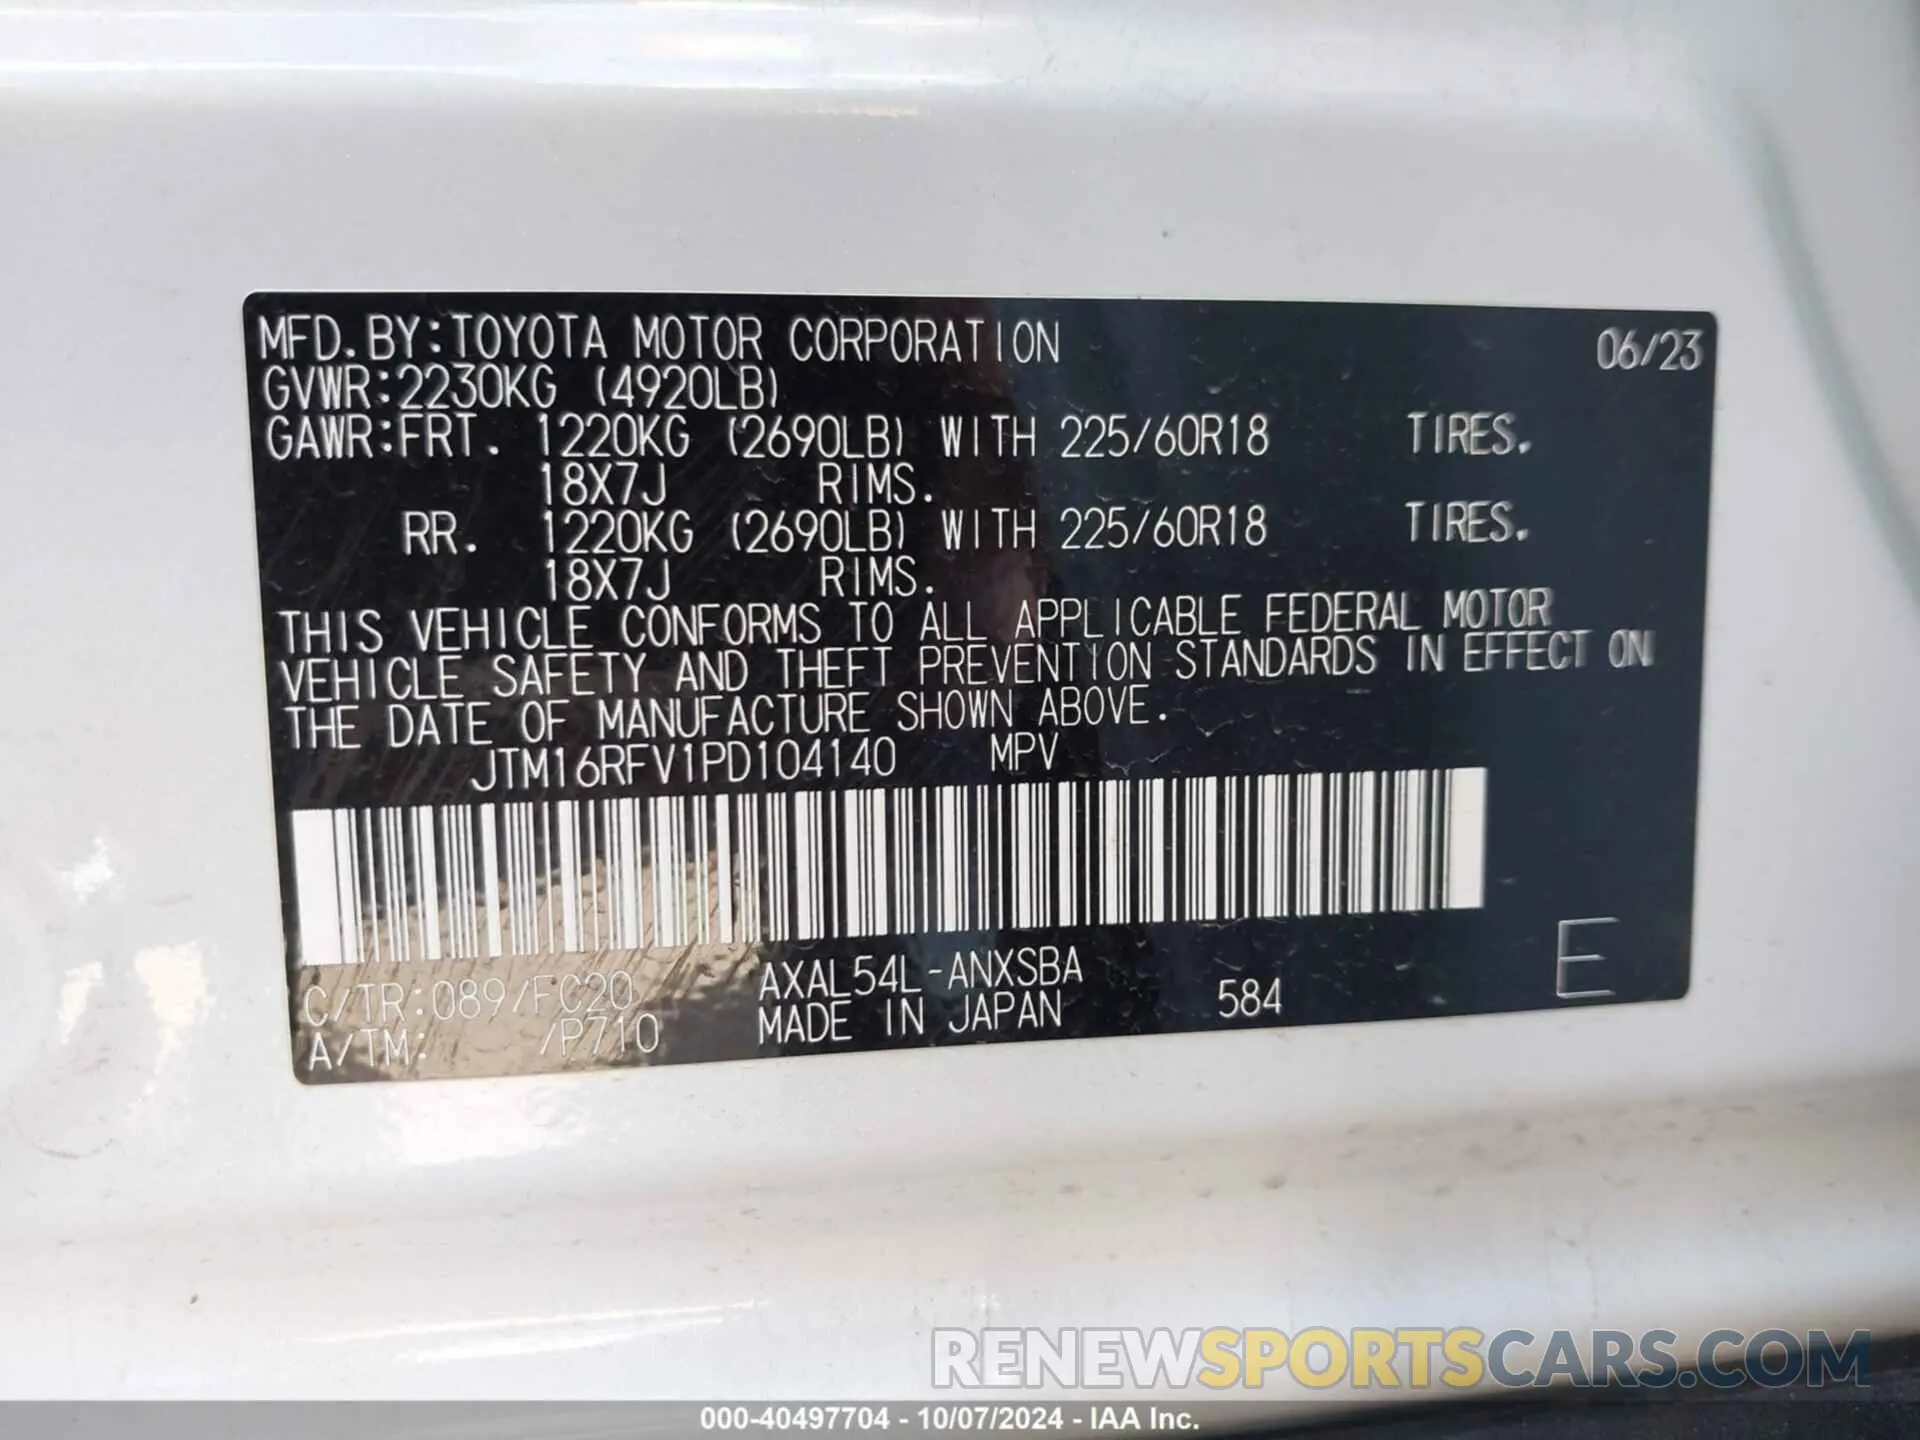 MFD.BY:TOYOTA MOTOR CORPORATION 06/23
GVWR:2230KG (4920LB)
GAWR:FRT. 1220KG (2690LB) WITH 225/60R18 TIRES.
18X7J RIMS.
RR. 1220KG (2690LB) WITH 225/60R18 TIRES.
18X7J RIMS.
THIS VEHICLE CONFORMS TO ALL APPLICABLE FEDERAL MOTOR
VEHICLE SAFETY AND THEFT PREVENTION STANDARDS IN EFFECT ON
THE DATE OF MANUFACTURE SHOWN ABOVE.
JTM16RFV1PD104140 MPV
C/TR:089/FC20 AXAL54L-ANXSBA 584 E
A/TM: /P710 MADE IN JAPAN
RENEWSPORTSCARS.COM
000-40497704 - 10/07/2024 - IAA Inc.